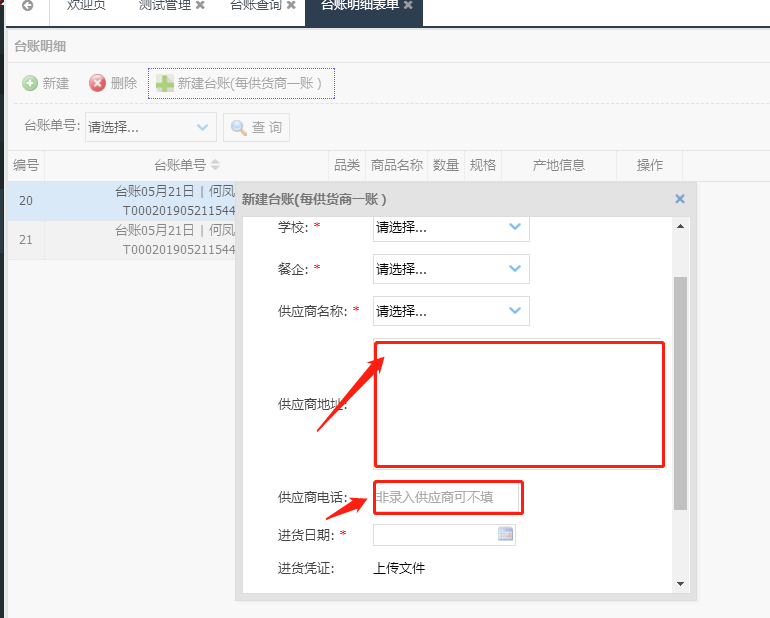 欢迎页 测试管理 台账查询 台账明细表单
台账明细
新建 删除 新建台账(每供货商一账）
台账单号: 请选择... 查 询
编号 台账单号 品类 商品名称 数量 规格 产地信息 操作
20 台账05月21日 | 何凤
T000201905211544
21 台账05月21日 | 何凤
T000201905211544
新建台账(每供货商一账）
学校: * 请选择...
餐企: * 请选择...
供应商名称: * 请选择...
供应商地址:
供应商电话: 非录入供应商可不填
进货日期: *
进货凭证: 上传文件